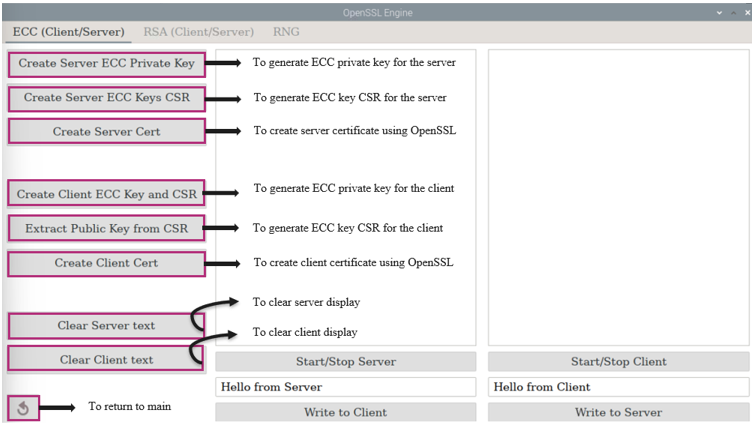 OpenSSL Engine
ECC (Client/Server) RSA (Client/Server) RNG
Create Server ECC Private Key To generate ECC private key for the server
Create Server ECC Keys CSR To generate ECC key CSR for the server
Create Server Cert To create server certificate using OpenSSL
Create Client ECC Key and CSR To generate ECC private key for the client
Extract Public Key from CSR To generate ECC key CSR for the client
Create Client Cert To create client certificate using OpenSSL
To clear server display
Clear Server text
To clear client display
Clear Client text Start/Stop Server Start/Stop Client
Hello from Server Hello from Client
To return to main
Write to Client Write to Server